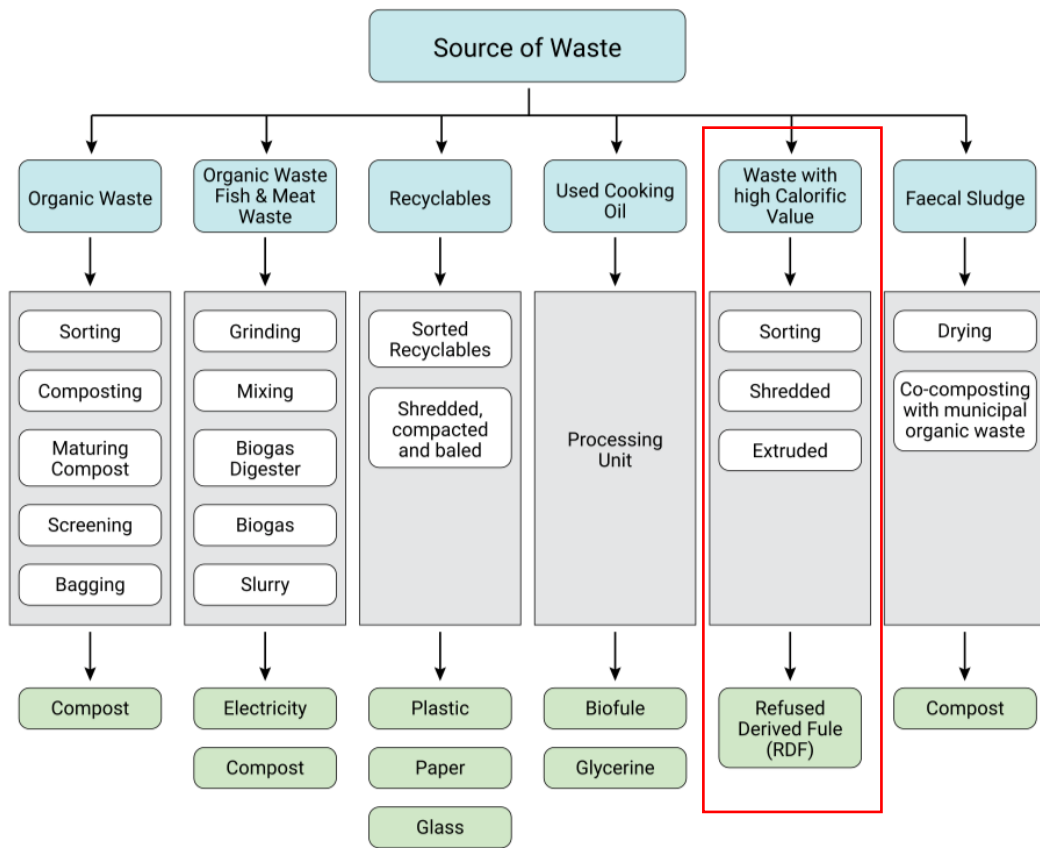 Source of Waste
Organic Waste
Organic Waste
Fish & Meat
Waste
Recyclables
Used Cooking
Oil
Waste with
high Calorific
Value
Faecal Sludge
Sorting
Composting
Maturing
Compost
Screening
Bagging
Grinding
Mixing
Biogas
Digester
Biogas
Slurry
Sorted
Recyclables
Shredded,
compacted
and baled
Processing
Unit
Sorting
Shredded
Extruded
Drying
Co-composting
with municipal
organic waste
Compost
Electricity
Compost
Plastic
Paper
Glass
Biofule
Glycerine
Refused
Derived Fule
(RDF)
Compost